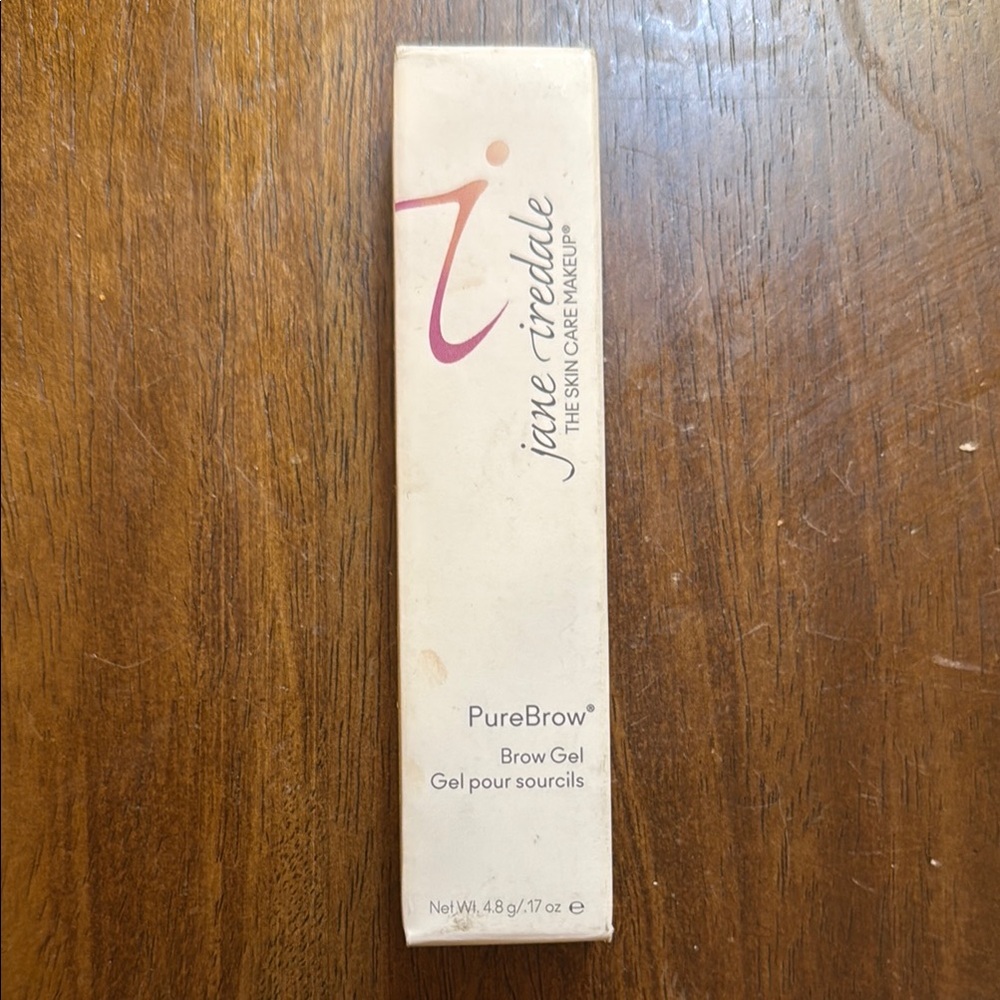 jane iredale
THE SKIN CARE MAKEUP®
PureBrow®
Brow Gel
Gel pour sourcils
Net Wt. 4.8 g/.17 oz ℮